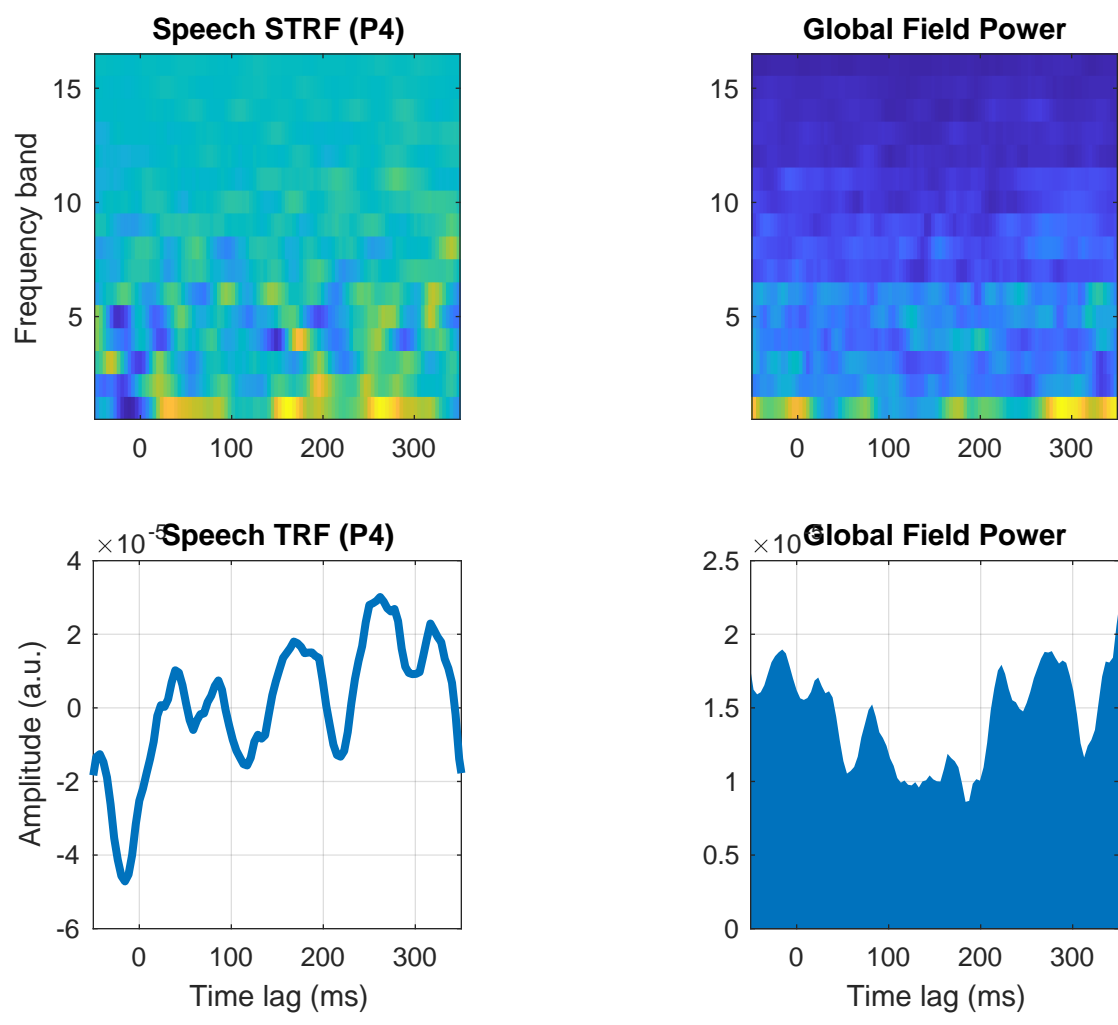 Speech STRF (P4)
Frequency band
15
10
5
0 100 200 300
Global Field Power
15
10
5
0 100 200 300
×10-5
Speech TRF (P4)
Amplitude (a.u.)
4
2
0
-2
-4
-6
0 100 200 300
Time lag (ms)
×10
Global Field Power
2.5
2
1.5
1
0.5
0
0 100 200 300
Time lag (ms)